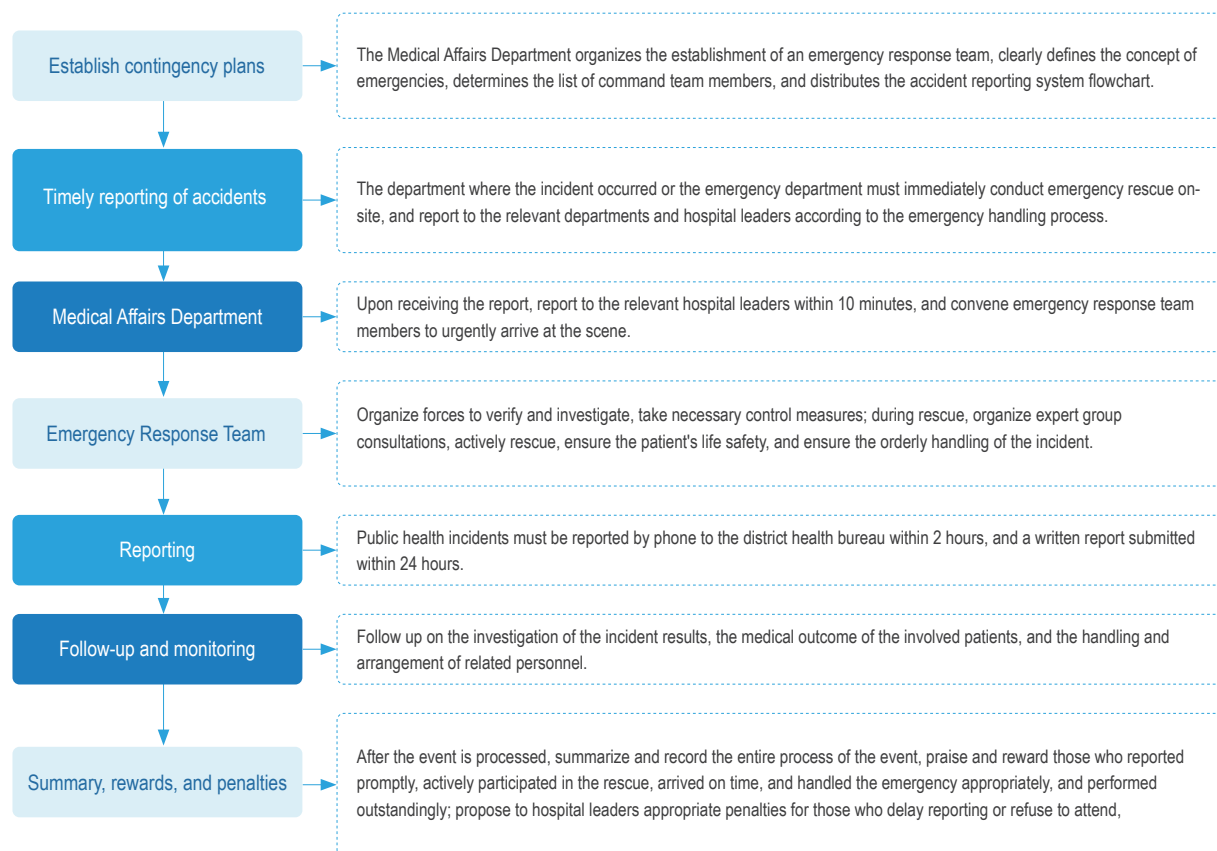 Establish contingency plans
The Medical Affairs Department organizes the establishment of an emergency response team, clearly defines the concept of
emergencies, determines the list of command team members, and distributes the accident reporting system flowchart.
Timely reporting of accidents
The department where the incident occurred or the emergency department must immediately conduct emergency rescue on-
site, and report to the relevant departments and hospital leaders according to the emergency handling process.
Medical Affairs Department
Upon receiving the report, report to the relevant hospital leaders within 10 minutes, and convene emergency response team
members to urgently arrive at the scene.
Emergency Response Team
Organize forces to verify and investigate, take necessary control measures; during rescue, organize expert group
consultations, actively rescue, ensure the patient's life safety, and ensure the orderly handling of the incident.
Reporting
Public health incidents must be reported by phone to the district health bureau within 2 hours, and a written report submitted
within 24 hours.
Follow-up and monitoring
Follow up on the investigation of the incident results, the medical outcome of the involved patients, and the handling and
arrangement of related personnel.
Summary, rewards, and penalties
After the event is processed, summarize and record the entire process of the event, praise and reward those who reported
promptly, actively participated in the rescue, arrived on time, and handled the emergency appropriately, and performed
outstandingly; propose to hospital leaders appropriate penalties for those who delay reporting or refuse to attend,